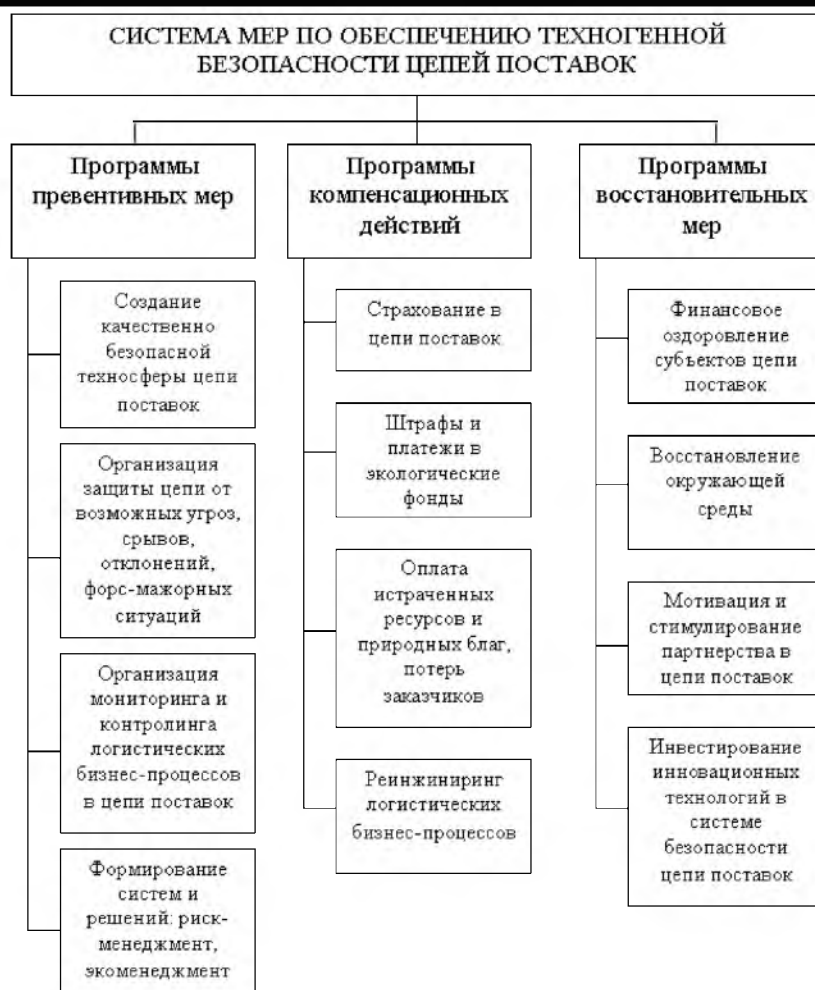 СИСТЕМА МЕР ПО ОБЕСПЕЧЕНИЮ ТЕХНОГЕННОЙ
БЕЗОПАСНОСТИ ЦЕПЕЙ ПОСТАВОК
Программы
превентивных мер
Создание
качественно
безопасной
техносферы цепи
поставок
Организация
защиты цепи от
возможных угроз,
срывов,
отклонений,
форс-мажорных
ситуаций
Организация
мониторинга и
контролинга
логистических
бизнес-процессов
в цепи поставок
Формирование
систем и
решений: риск-
менеджмент,
экоменеджмент
Программы
компенсационных
действий
Страхование в
цепи поставок
Штрафы и
платежи в
экологические
фонды
Оплата
истраченных
ресурсов и
природных благ,
потерь
заказчиков
Реинжиниринг
логистических
бизнес-процессов
Программы
восстановительных
мер
Финансовое
оздоровление
субъектов цепи
поставок
Восстановление
окружающей
среды
Мотивация и
стимулирование
партнерства в
цепи поставок
Инвестирование
инновационных
технологий в
системе
безопасности
цепи поставок